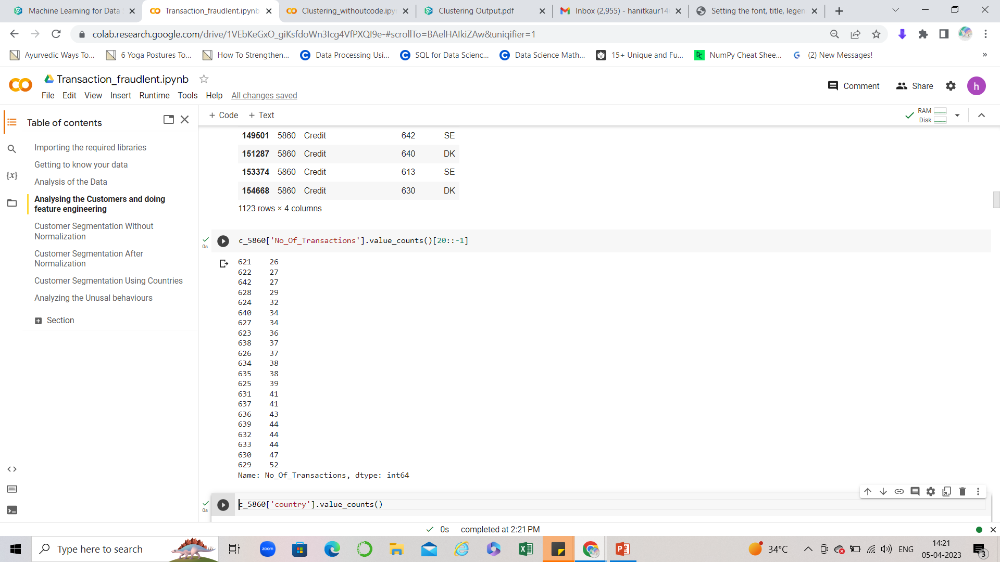 Machine Learning for Data
Transaction_fraudlent.ipynb
Clustering_withoutcode.ipy
Clustering Output.pdf
Inbox (2,955) - hanitkaur14
Setting the font, title, legen
colab.research.google.com/drive/1VEbKeGxO_giKsfdoWn3Icg4VfPXQI9e-#scrollTo=BAelHAIkiZAw&uniqifier=1
Ayurvedic Ways To...
6 Yoga Postures To...
How To Strengthen...
Data Processing Usi...
SQL for Data Scienc...
Data Science Math...
15+ Unique and Fu...
NumPy Cheat Shee...
(2) New Messages!
»
Transaction_fraudlent.ipynb
Comment
Share
h
File Edit View Insert Runtime Tools Help All changes saved
Table of contents
+ Code + Text
RAM
Disk
Importing the required libraries
Getting to know your data
Analysis of the Data
Analysing the Customers and doing
feature engineering
Customer Segmentation Without
Normalization
Customer Segmentation After
Normalization
Customer Segmentation Using Countries
Analyzing the Unusal behaviours
Section
{x}
149501 5860 Credit 642 SE
151287 5860 Credit 640 DK
153374 5860 Credit 613 SE
154668 5860 Credit 630 DK
1123 rows × 4 columns
0s
c_5860['No_Of_Transactions'].value_counts()[20::-1]
621 26
622 27
642 27
628 29
624 32
640 34
627 34
623 36
638 37
626 37
634 38
635 38
625 39
631 41
637 41
636 43
639 44
632 44
633 44
630 47
629 52
Name: No_Of_Transactions, dtype: int64
0s
c_5860['country'].value_counts()
0s completed at 2:21 PM
Type here to search
zoom
34°C
ENG
14:21
05-04-2023
3